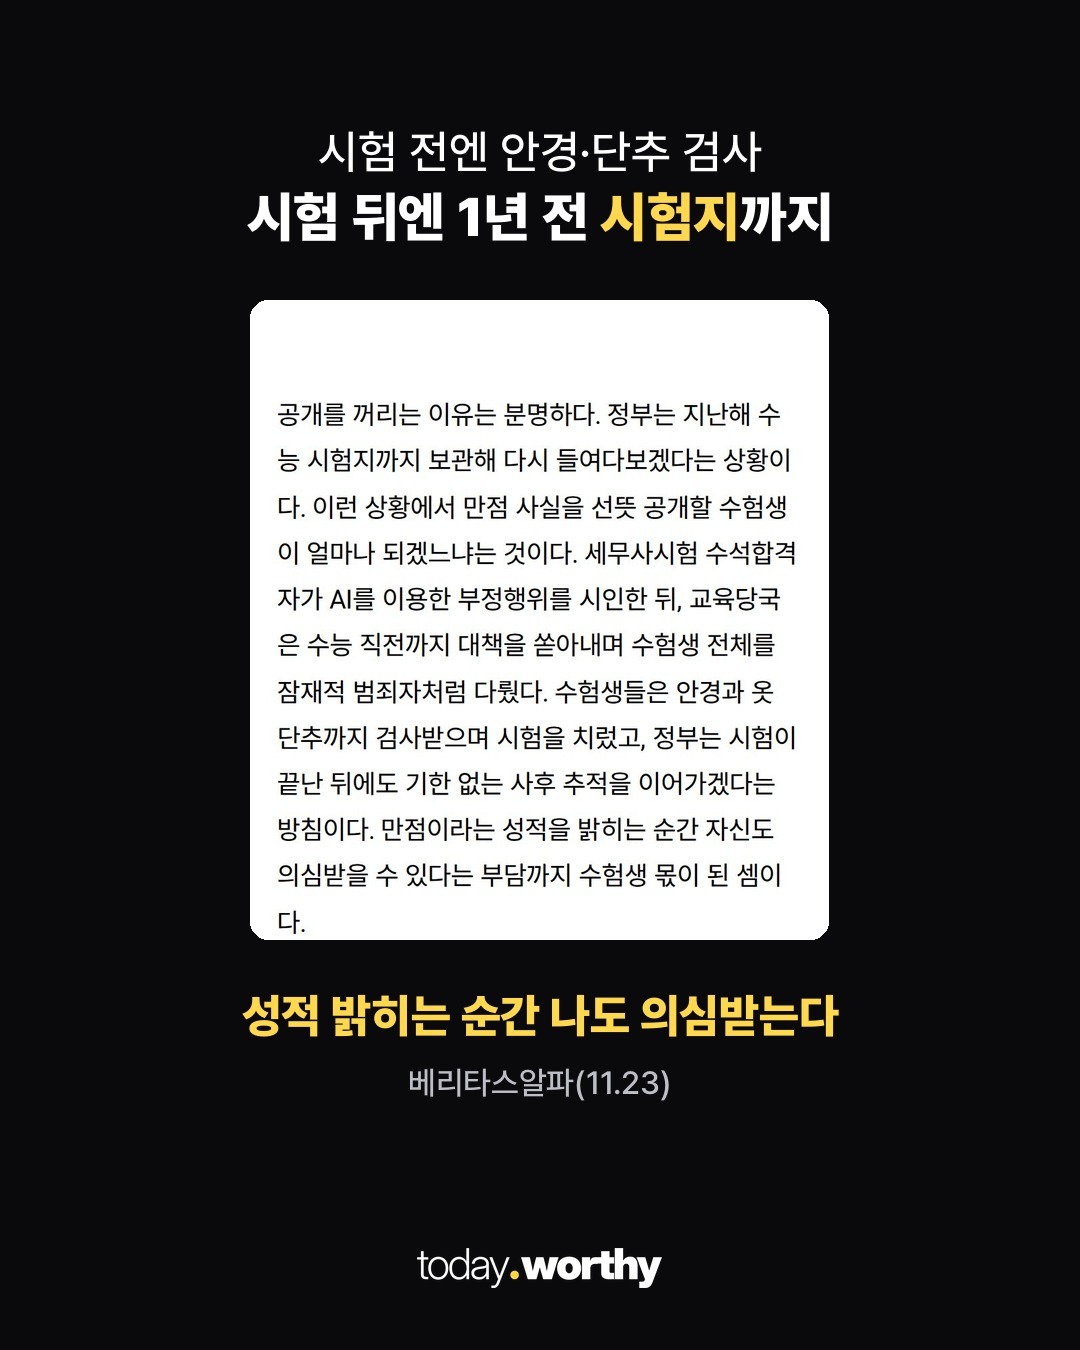 시험 전엔 안경·단추 검사
시험 뒤엔 1년 전 시험지까지
공개를 꺼리는 이유는 분명하다. 정부는 지난해 수
능 시험지까지 보관해 다시 들여다보겠다는 상황이
다. 이런 상황에서 만점 사실을 선뜻 공개할 수험생
이 얼마나 되겠느냐는 것이다. 세무사시험 수석합격
자가 AI를 이용한 부정행위를 시인한 뒤, 교육당국
은 수능 직전까지 대책을 쏟아내며 수험생 전체를
잠재적 범죄자처럼 다뤘다. 수험생들은 안경과 옷
단추까지 검사받으며 시험을 치렀고, 정부는 시험이
끝난 뒤에도 기한 없는 사후 추적을 이어가겠다는
방침이다. 만점이라는 성적을 밝히는 순간 자신도
의심받을 수 있다는 부담까지 수험생 몫이 된 셈이
다.
성적 밝히는 순간 나도 의심받는다
베리타스알파(11.23)
today.worthy